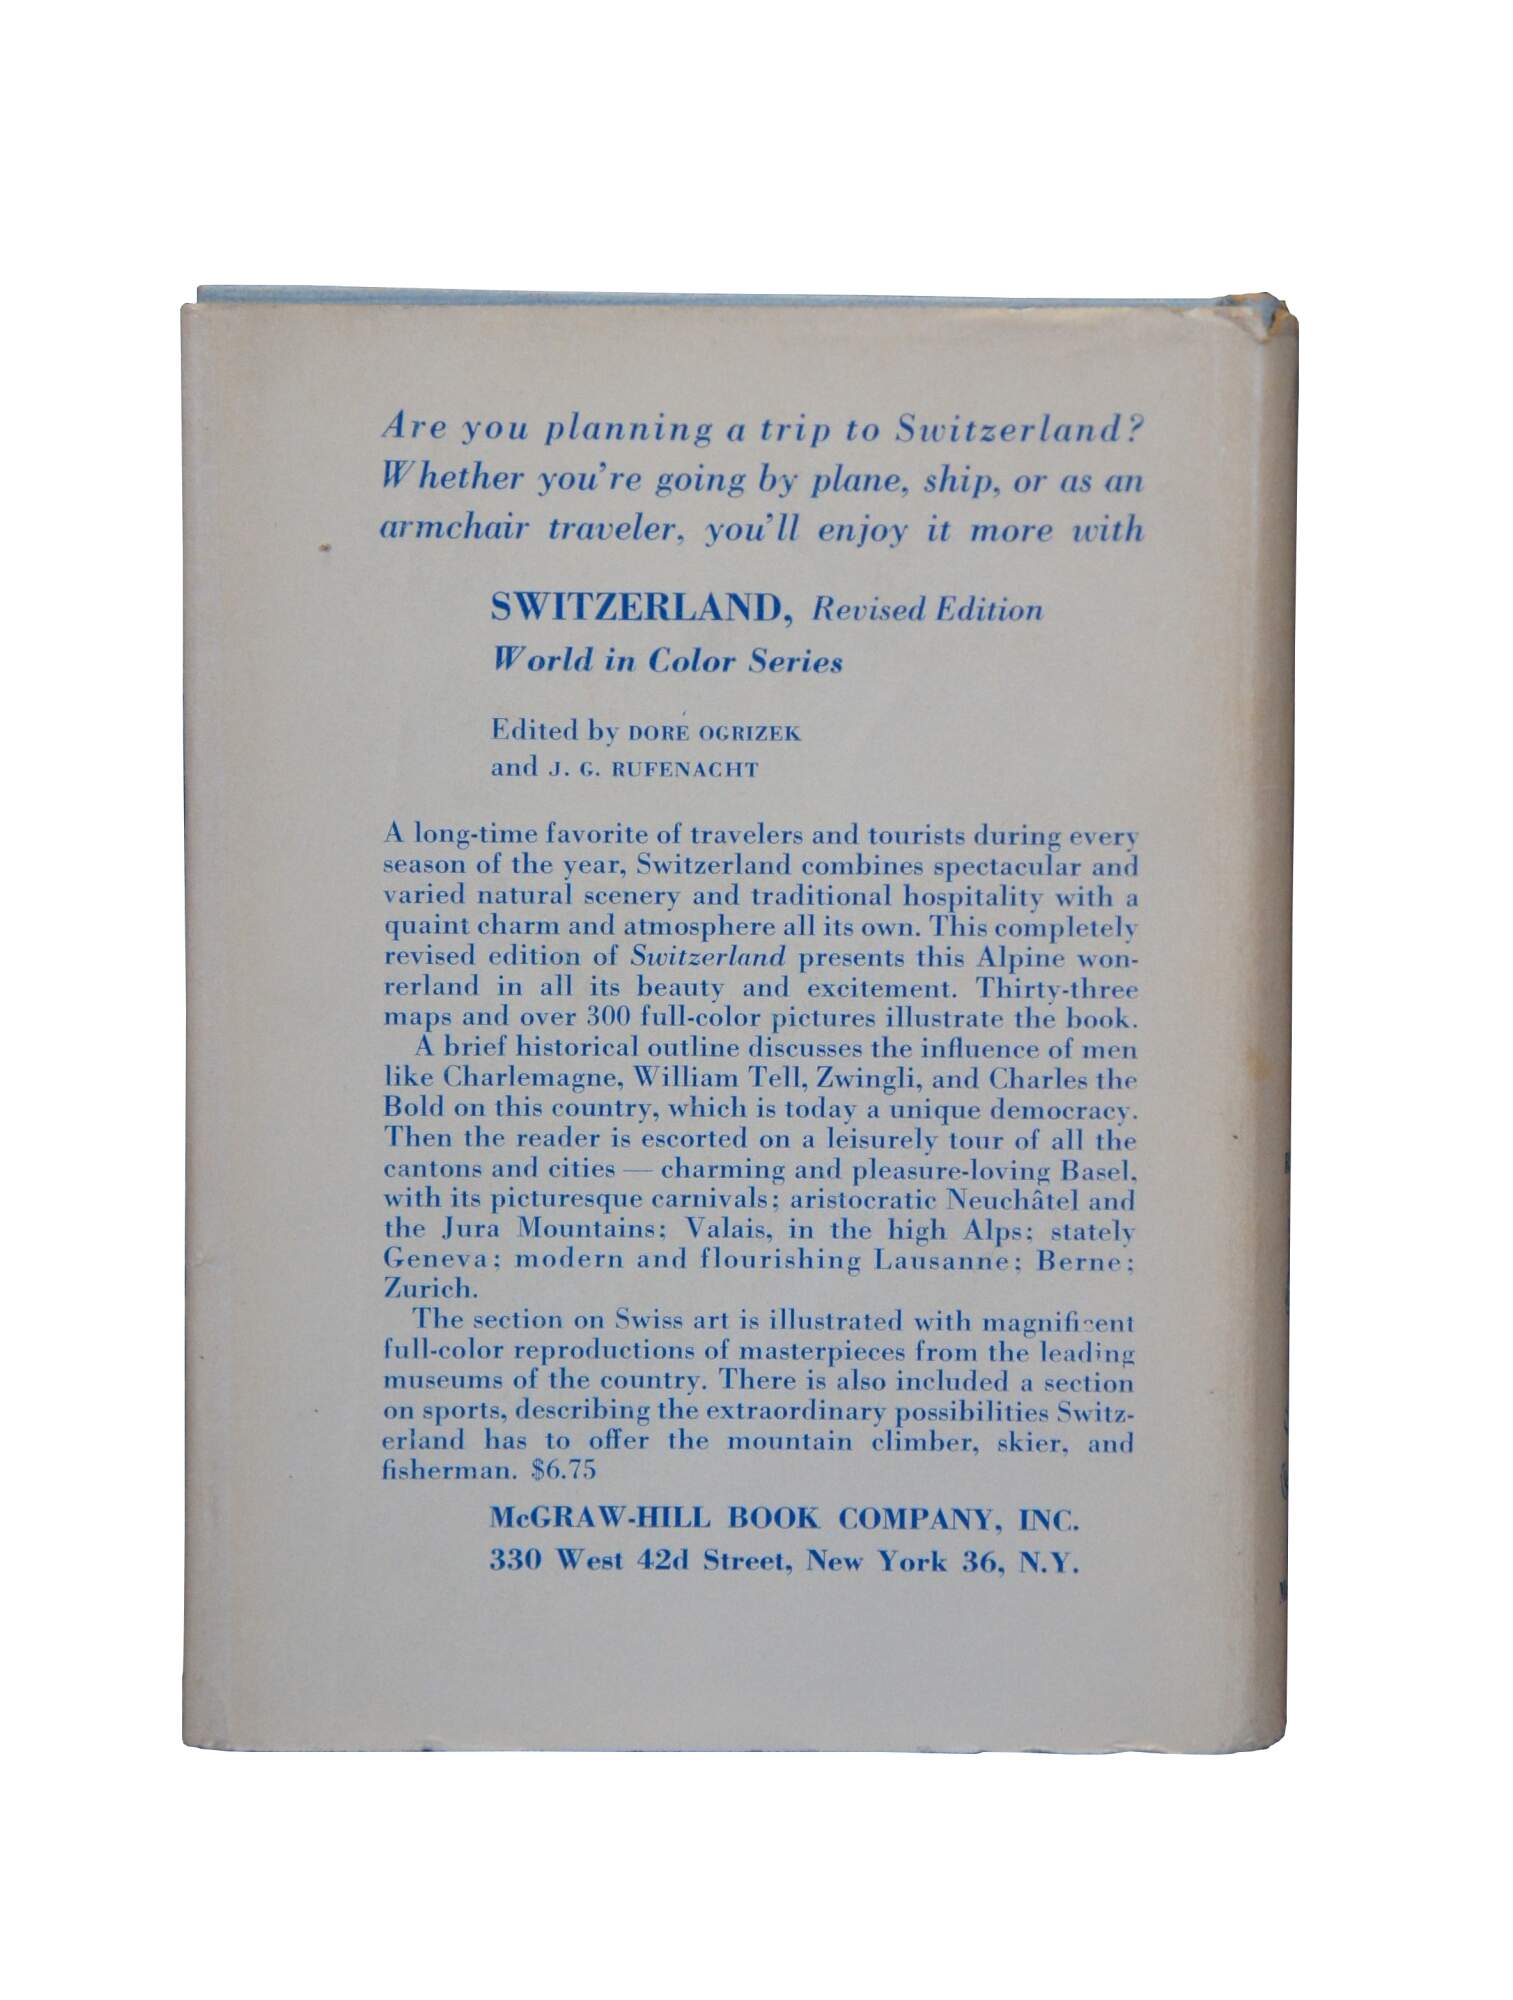 Are you planning a trip to Switzerland?
Whether you're going by plane, ship, or as an
armchair traveler, you'll enjoy it more with
SWITZERLAND, Revised Edition
World in Color Series
Edited by DORÉ OGRIZEK
and J. G. RUFENACHT
A long-time favorite of travelers and tourists during every
season of the year, Switzerland combines spectacular and
varied natural scenery and traditional hospitality with a
quaint charm and atmosphere all its own. This completely
revised edition of Switzerland presents this Alpine won-
rerland in all its beauty and excitement. Thirty-three
maps and over 300 full-color pictures illustrate the book.
A brief historical outline discusses the influence of men
like Charlemagne, William Tell, Zwingli, and Charles the
Bold on this country, which is today a unique democracy.
Then the reader is escorted on a leisurely tour of all the
cantons and cities — charming and pleasure-loving Basel,
with its picturesque carnivals; aristocratic Neuchâtel and
the Jura Mountains; Valais, in the high Alps; stately
Geneva; modern and flourishing Lausanne; Berne;
Zurich.
The section on Swiss art is illustrated with magnificent
full-color reproductions of masterpieces from the leading
museums of the country. There is also included a section
on sports, describing the extraordinary possibilities Switz-
erland has to offer the mountain climber, skier, and
fisherman. $6.75
McGRAW-HILL BOOK COMPANY, INC.
330 West 42d Street, New York 36, N.Y.